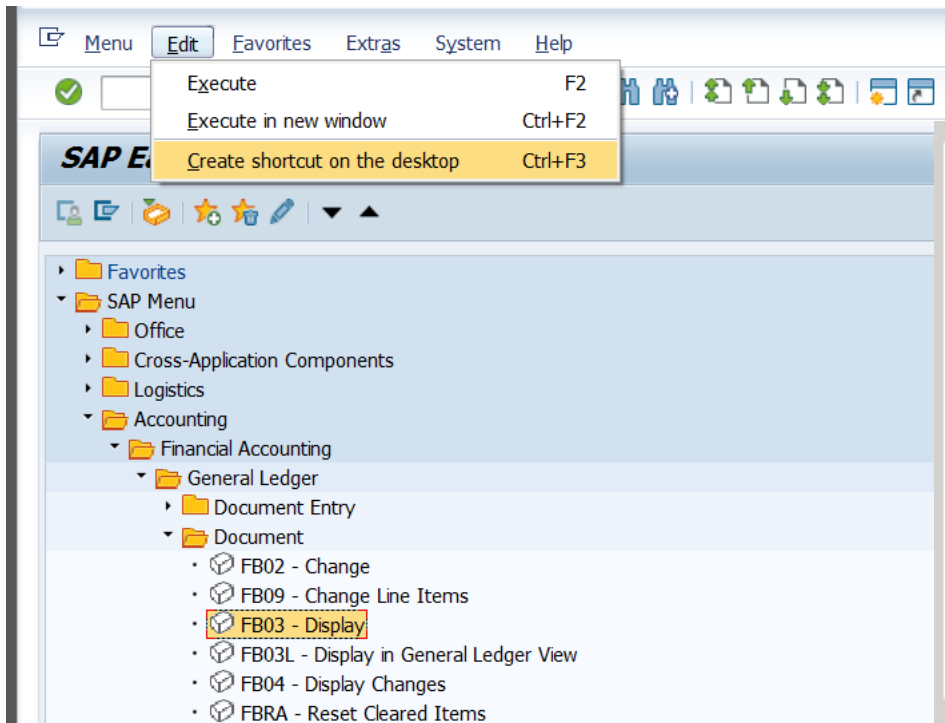 Menu Edit Favorites Extras System Help
Execute F2
Execute in new window Ctrl+F2
Create shortcut on the desktop Ctrl+F3
SAP
Favorites
SAP Menu
Office
Cross-Application Components
Logistics
Accounting
Financial Accounting
General Ledger
Document Entry
Document
FB02 - Change
FB09 - Change Line Items
FB03 - Display
FB03L - Display in General Ledger View
FB04 - Display Changes
FBRA - Reset Cleared Items